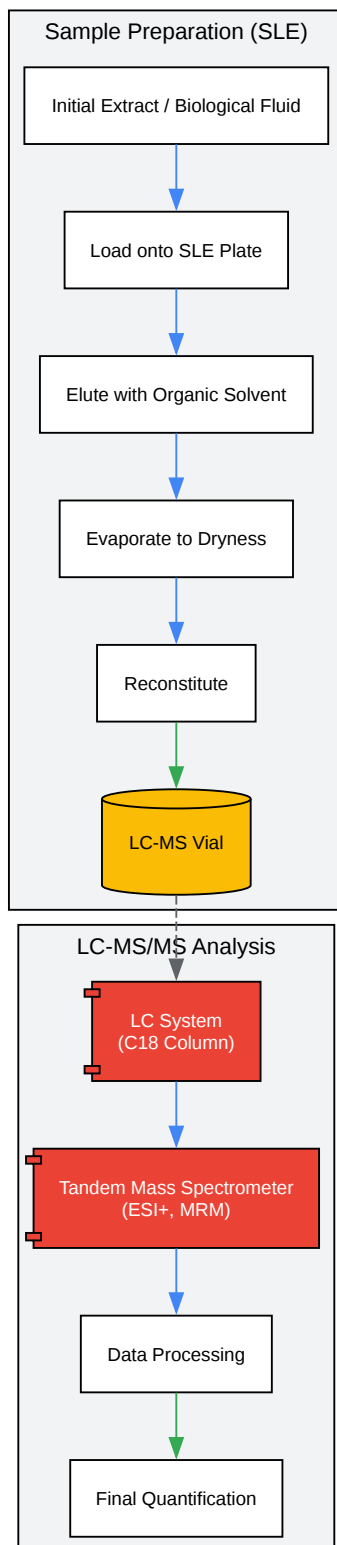 Sample Preparation (SLE)
Initial Extract / Biological Fluid
Load onto SLE Plate
Elute with Organic Solvent
Evaporate to Dryness
Reconstitute
LC-MS Vial
LC-MS/MS Analysis
LC System
(C18 Column)
Tandem Mass Spectrometer
(ESI+, MRM)
Data Processing
Final Quantification